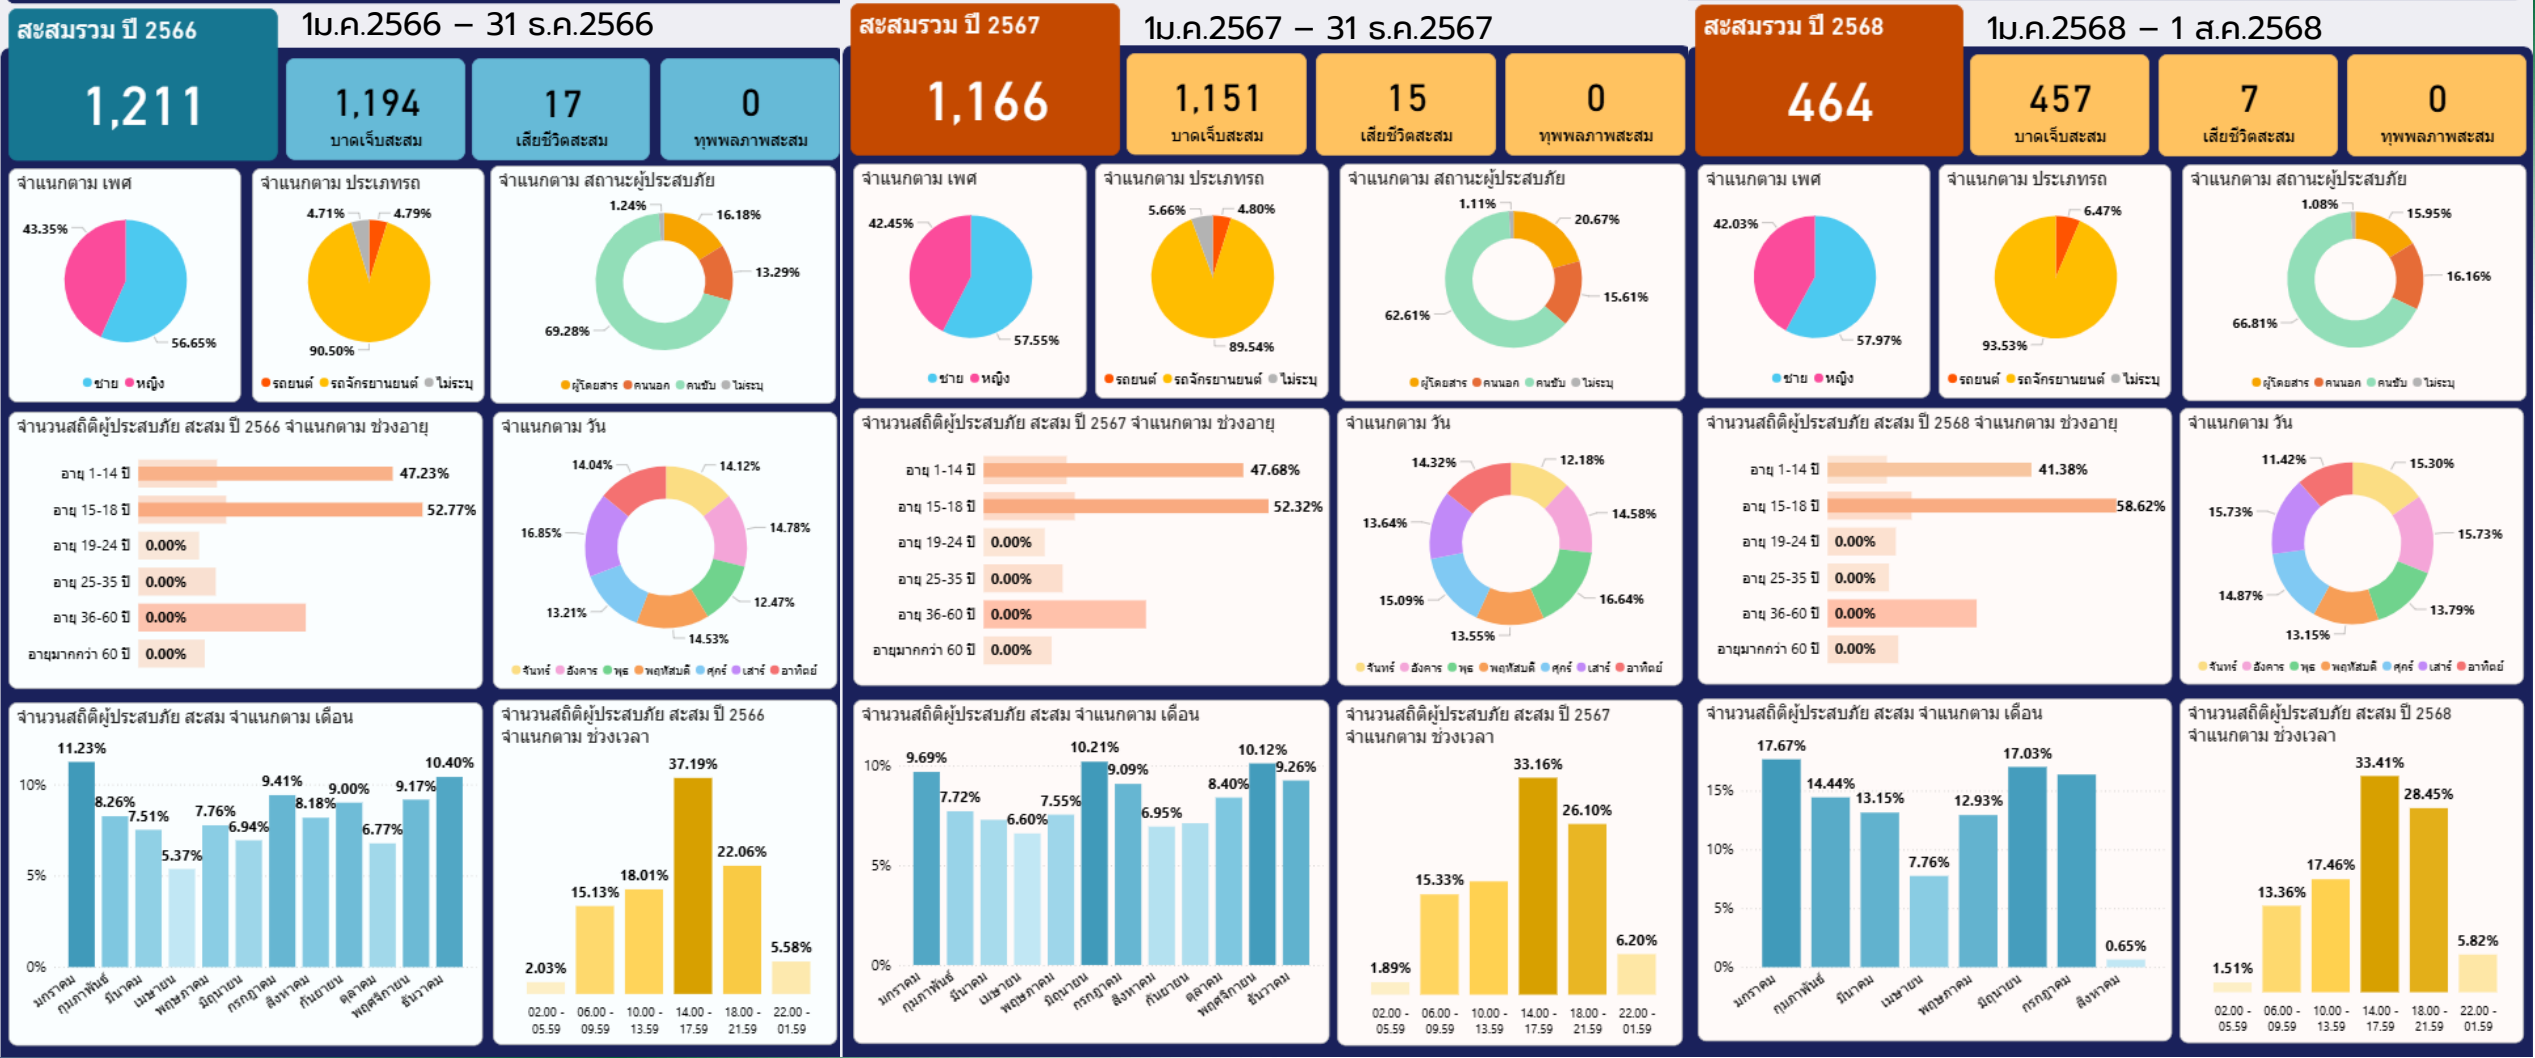 สะสมรวม ปี 2566
1ม.ค.2566 – 31 ธ.ค.2566
1,211
1,194
บาดเจ็บสะสม
17
เสียชีวิตสะสม
0
ทุพพลภาพสะสม
จำแนกตาม เพศ
43.35%
56.65%
ชาย หญิง
จำแนกตาม ประเภทรถ
4.71%
4.79%
90.50%
รถยนต์ รถจักรยานยนต์ ไม่ระบุ
จำแนกตาม สถานะผู้ประสบภัย
1.24%
16.18%
13.29%
69.28%
ผู้โดยสาร คนนอก คนขับ ไม่ระบุ
จำนวนสถิติผู้ประสบภัย สะสม ปี 2566 จำแนกตาม ช่วงอายุ
อายุ 1-14 ปี 47.23%
อายุ 15-18 ปี 52.77%
อายุ 19-24 ปี 0.00%
อายุ 25-35 ปี 0.00%
อายุ 36-60 ปี 0.00%
อายุมากกว่า 60 ปี 0.00%
จำแนกตาม วัน
14.04%
14.12%
16.85%
14.78%
13.21%
12.47%
14.53%
จันทร์ อังคาร พุธ พฤหัสบดี ศุกร์ เสาร์ อาทิตย์
จำนวนสถิติผู้ประสบภัย สะสม จำแนกตาม เดือน
11.23%
8.26%
7.51%
5.37%
7.76%
6.94%
9.41%
8.18%
9.00%
6.77%
9.17%
10.40%
10%
5%
0%
มกราคม กุมภาพันธ์ มีนาคม เมษายน พฤษภาคม มิถุนายน กรกฎาคม สิงหาคม กันยายน ตุลาคม พฤศจิกายน ธันวาคม
จำนวนสถิติผู้ประสบภัย สะสม ปี 2566
จำแนกตาม ช่วงเวลา
2.03%
15.13%
18.01%
37.19%
22.06%
5.58%
02.00 - 06.00 - 10.00 - 14.00 - 18.00 - 22.00 -
05.59 09.59 13.59 17.59 21.59 01.59
สะสมรวม ปี 2567
1ม.ค.2567 – 31 ธ.ค.2567
1,166
1,151
บาดเจ็บสะสม
15
เสียชีวิตสะสม
0
ทุพพลภาพสะสม
จำแนกตาม เพศ
42.45%
57.55%
ชาย หญิง
จำแนกตาม ประเภทรถ
5.66%
4.80%
89.54%
รถยนต์ รถจักรยานยนต์ ไม่ระบุ
จำแนกตาม สถานะผู้ประสบภัย
1.11%
20.67%
15.61%
62.61%
ผู้โดยสาร คนนอก คนขับ ไม่ระบุ
จำนวนสถิติผู้ประสบภัย สะสม ปี 2567 จำแนกตาม ช่วงอายุ
อายุ 1-14 ปี 47.68%
อายุ 15-18 ปี 52.32%
อายุ 19-24 ปี 0.00%
อายุ 25-35 ปี 0.00%
อายุ 36-60 ปี 0.00%
อายุมากกว่า 60 ปี 0.00%
จำแนกตาม วัน
14.32%
12.18%
13.64%
14.58%
15.09%
16.64%
13.55%
จันทร์ อังคาร พุธ พฤหัสบดี ศุกร์ เสาร์ อาทิตย์
จำนวนสถิติผู้ประสบภัย สะสม จำแนกตาม เดือน
9.69%
7.72%
6.60%
7.55%
10.21%
9.09%
6.95%
8.40%
10.12%
9.26%
10%
5%
0%
มกราคม กุมภาพันธ์ มีนาคม เมษายน พฤษภาคม มิถุนายน กรกฎาคม สิงหาคม กันยายน ตุลาคม พฤศจิกายน ธันวาคม
จำนวนสถิติผู้ประสบภัย สะสม ปี 2567
จำแนกตาม ช่วงเวลา
1.89%
15.33%
33.16%
26.10%
6.20%
02.00 - 06.00 - 10.00 - 14.00 - 18.00 - 22.00 -
05.59 09.59 13.59 17.59 21.59 01.59
สะสมรวม ปี 2568
1ม.ค.2568 – 1 ส.ค.2568
464
457
บาดเจ็บสะสม
7
เสียชีวิตสะสม
0
ทุพพลภาพสะสม
จำแนกตาม เพศ
42.03%
57.97%
ชาย หญิง
จำแนกตาม ประเภทรถ
6.47%
93.53%
รถยนต์ รถจักรยานยนต์ ไม่ระบุ
จำแนกตาม สถานะผู้ประสบภัย
1.08%
15.95%
16.16%
66.81%
ผู้โดยสาร คนนอก คนขับ ไม่ระบุ
จำนวนสถิติผู้ประสบภัย สะสม ปี 2568 จำแนกตาม ช่วงอายุ
อายุ 1-14 ปี 41.38%
อายุ 15-18 ปี 58.62%
อายุ 19-24 ปี 0.00%
อายุ 25-35 ปี 0.00%
อายุ 36-60 ปี 0.00%
อายุมากกว่า 60 ปี 0.00%
จำแนกตาม วัน
11.42%
15.30%
15.73%
15.73%
14.87%
13.79%
13.15%
จันทร์ อังคาร พุธ พฤหัสบดี ศุกร์ เสาร์ อาทิตย์
จำนวนสถิติผู้ประสบภัย สะสม จำแนกตาม เดือน
17.67%
14.44%
13.15%
7.76%
12.93%
17.03%
0.65%
15%
10%
5%
0%
มกราคม กุมภาพันธ์ มีนาคม เมษายน พฤษภาคม มิถุนายน กรกฎาคม สิงหาคม
จำนวนสถิติผู้ประสบภัย สะสม ปี 2568
จำแนกตาม ช่วงเวลา
1.51%
13.36%
17.46%
33.41%
28.45%
5.82%
02.00 - 06.00 - 10.00 - 14.00 - 18.00 - 22.00 -
05.59 09.59 13.59 17.59 21.59 01.59